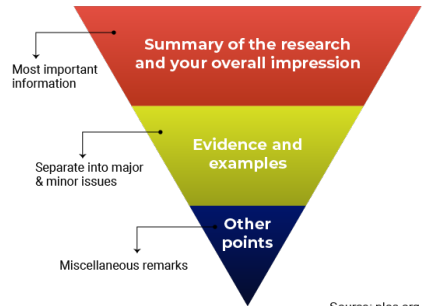 Summary of the research
and your overall impression
Most important
information
Evidence and
examples
Separate into major
& minor issues
Other
points
Miscellaneous remarks